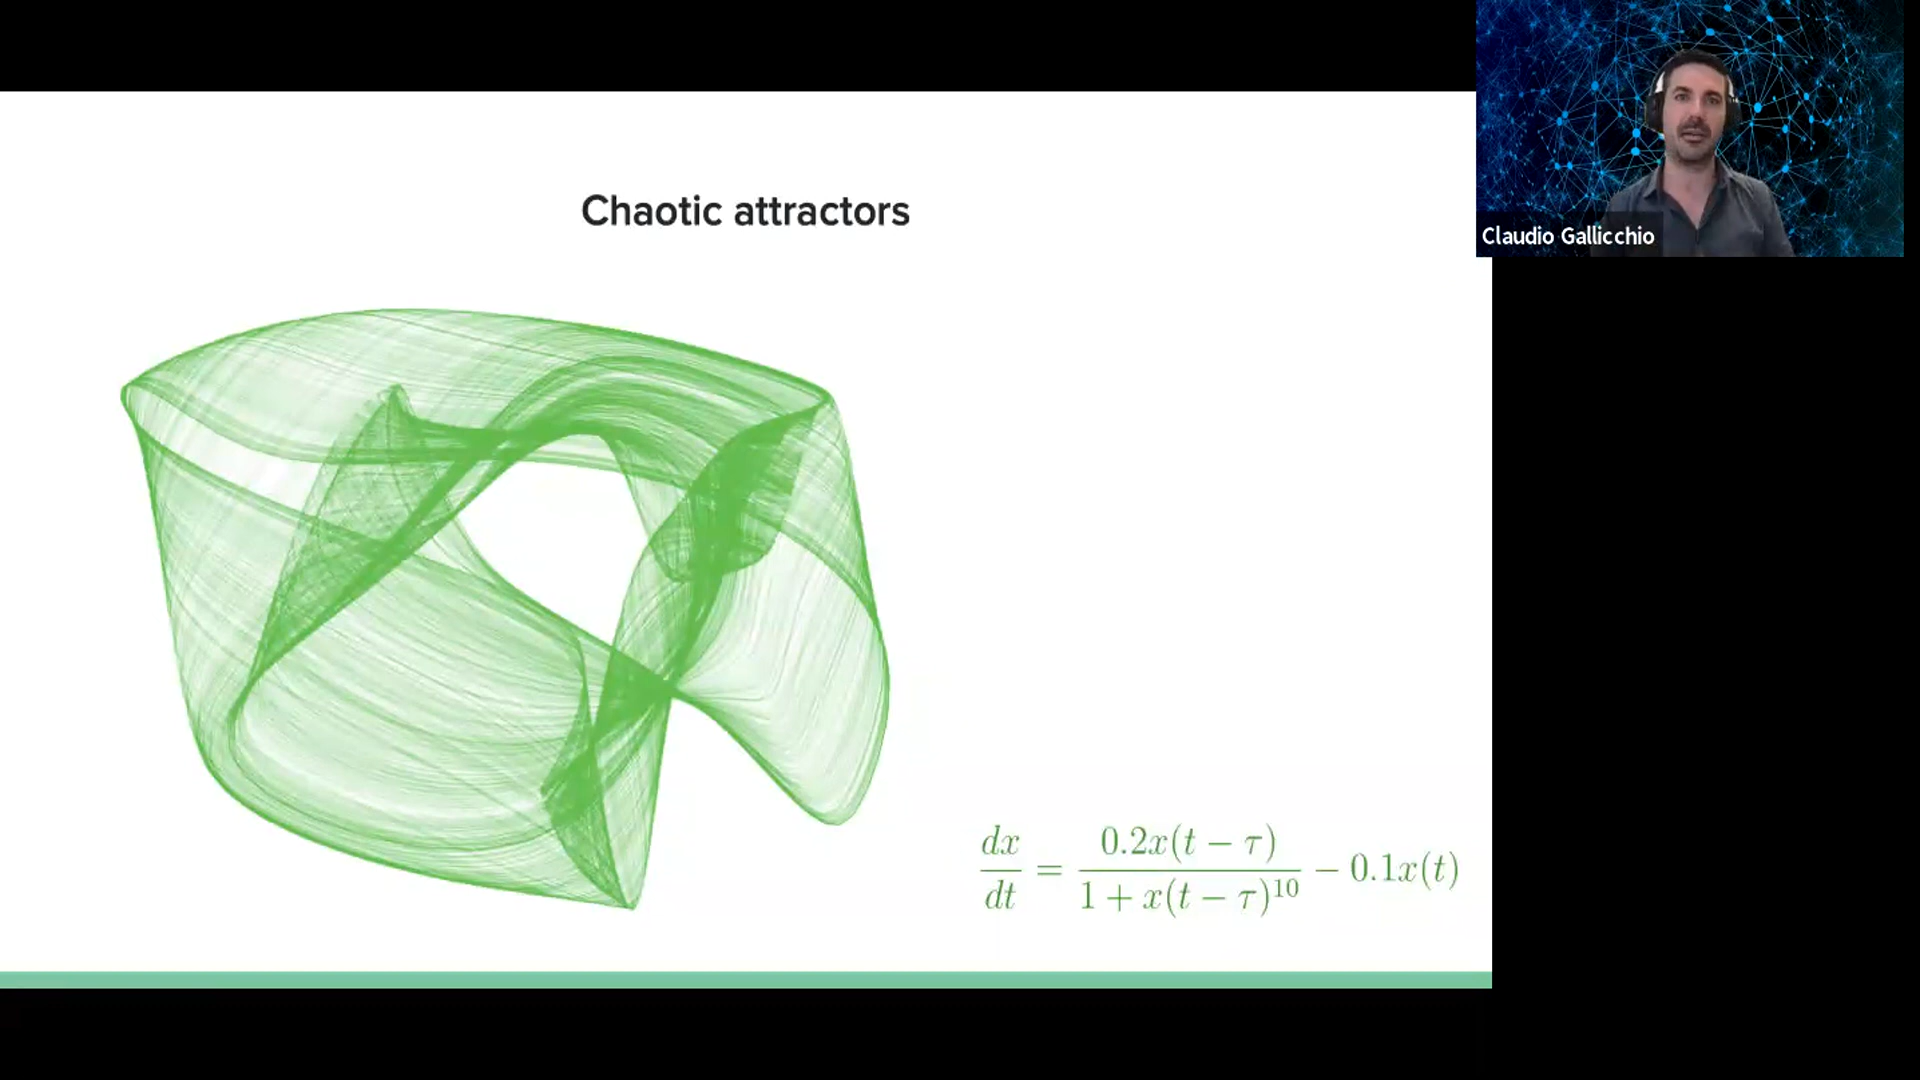 Chaotic attractors
Claudio Gallicchio
dx/dt = 0.2x(t − τ)/1 + x(t − τ)^10 − 0.1x(t)